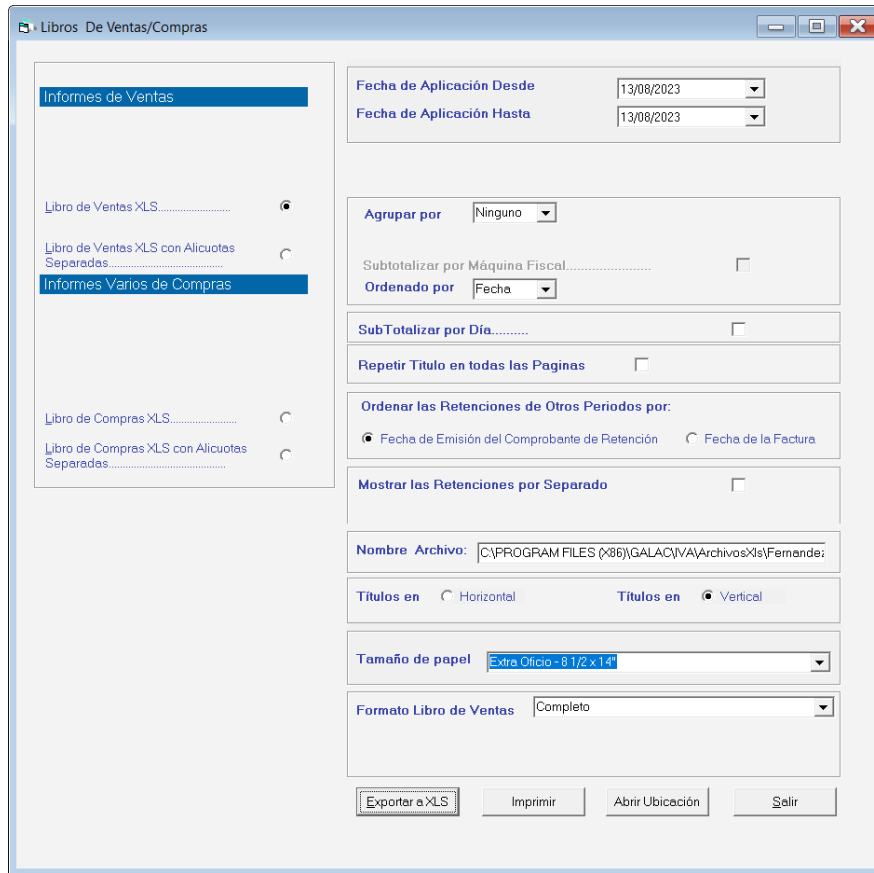 Libros De Ventas/Compras
Informes de Ventas
Libro de Ventas XLS.........................
Libro de Ventas XLS con Alicuotas
Separadas.......................................
Informes Varios de Compras
Libro de Compras XLS.......................
Libro de Compras XLS con Alicuotas
Separadas........................................
Fecha de Aplicación Desde 13/08/2023
Fecha de Aplicación Hasta 13/08/2023
Agrupar por Ninguno
Subtotalizar por Máquina Fiscal........................
Ordenado por Fecha
SubTotalizar por Día..........
Repetir Titulo en todas las Paginas
Ordenar las Retenciones de Otros Periodos por:
Fecha de Emisión del Comprobante de Retención Fecha de la Factura
Mostrar las Retenciones por Separado
Nombre Archivo: C:\PROGRAM FILES (X86)\GALAC\IVA\ArchivosXls\Fernandez
Títulos en Horizontal Títulos en Vertical
Tamaño de papel Extra Oficio - 8 1/2 x 14"
Formato Libro de Ventas Completo
Exportar a XLS Imprimir Abrir Ubicación Salir